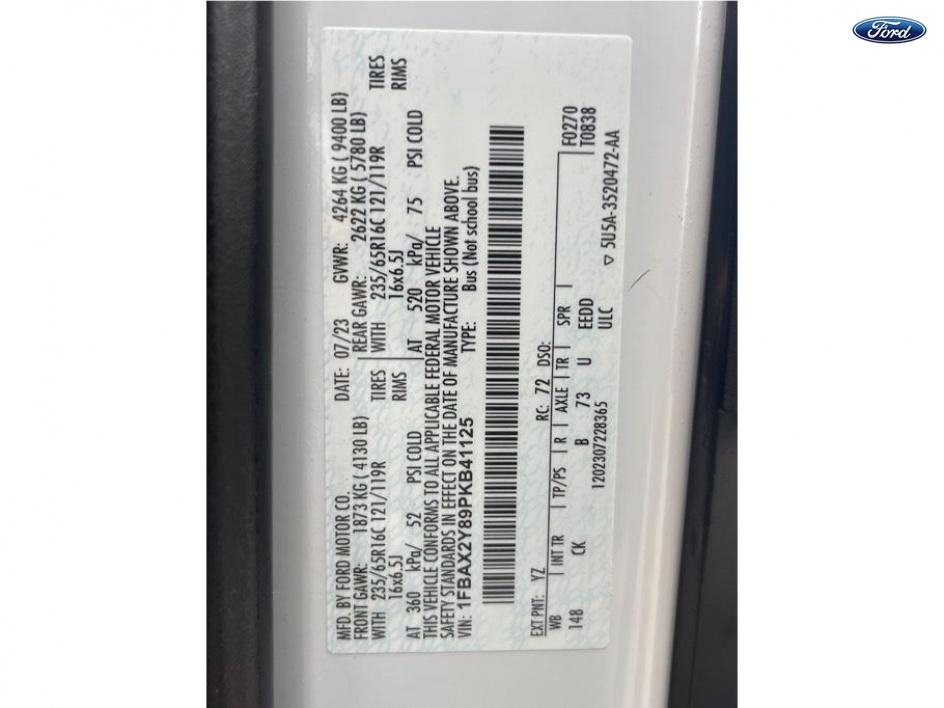 Ford
MFD. BY FORD MOTOR CO. DATE: 07/23 GVWR: 4264 KG ( 9400 LB)
FRONT GAWR: 1873 KG ( 4130 LB) REAR GAWR: 2622 KG ( 5780 LB)
WITH 235/65R16C 121/119R TIRES WITH 235/65R16C 121/119R TIRES
16x6.5J RIMS 16x6.5J RIMS
AT 360 kPa/ 52 PSI COLD AT 520 kPa/ 75 PSI COLD
THIS VEHICLE CONFORMS TO ALL APPLICABLE FEDERAL MOTOR VEHICLE
SAFETY STANDARDS IN EFFECT ON THE DATE OF MANUFACTURE SHOWN ABOVE.
VIN: 1FBAX2Y89PKB41125 TYPE: Bus (Not school bus)
EXT PNT: YZ RC: 72 DSO: F0270
WB INT TR TP/PS R AXLE TR SPR T0838
148 CK B 73 U EEDD
1202307228365 ULC 5U5A-3520472-AA